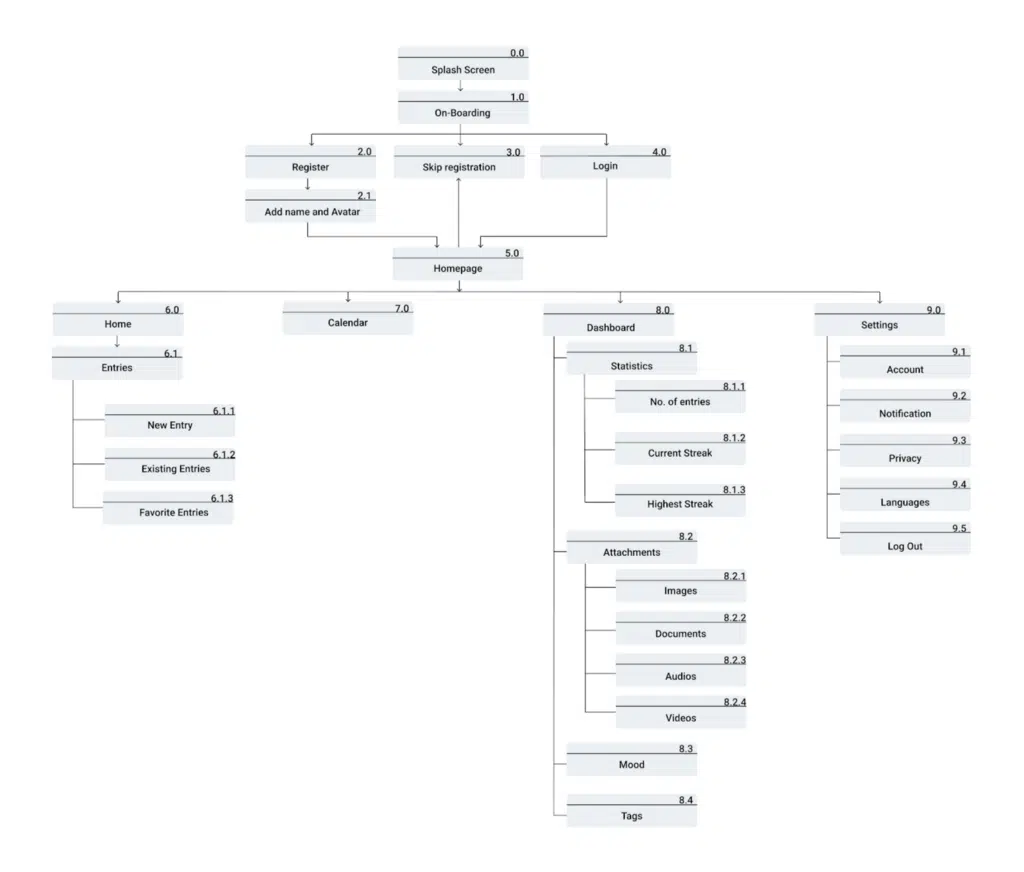 0.0
Splash Screen
1.0
On-Boarding
2.0
Register
3.0
Skip registration
4.0
Login
2.1
Add name and Avatar
5.0
Homepage
6.0
Home
6.1
Entries
6.1.1
New Entry
6.1.2
Existing Entries
6.1.3
Favorite Entries
7.0
Calendar
8.0
Dashboard
8.1
Statistics
8.1.1
No. of entries
8.1.2
Current Streak
8.1.3
Highest Streak
8.2
Attachments
8.2.1
Images
8.2.2
Documents
8.2.3
Audios
8.2.4
Videos
8.3
Mood
8.4
Tags
9.0
Settings
9.1
Account
9.2
Notification
9.3
Privacy
9.4
Languages
9.5
Log Out